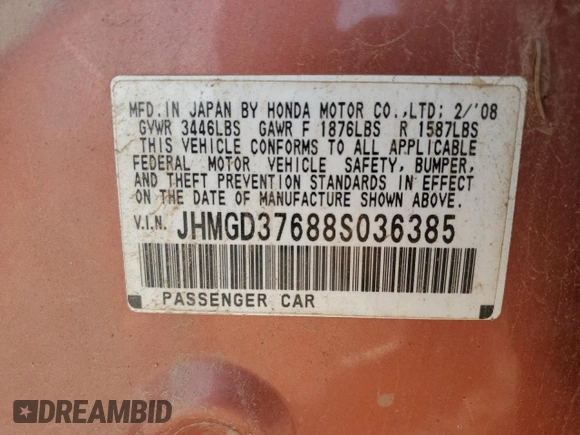 MFD.IN JAPAN BY HONDA MOTOR CO.,LTD; 2/'08
GVWR 3446LBS GAWR F 1876LBS R 1587LBS
THIS VEHICLE CONFORMS TO ALL APPLICABLE
FEDERAL MOTOR VEHICLE SAFETY, BUMPER,
AND THEFT PREVENTION STANDARDS IN EFFECT
ON THE DATE OF MANUFACTURE SHOWN ABOVE.
V.I.N. JHMGD37688S036385
PASSENGER CAR
DREAMBID